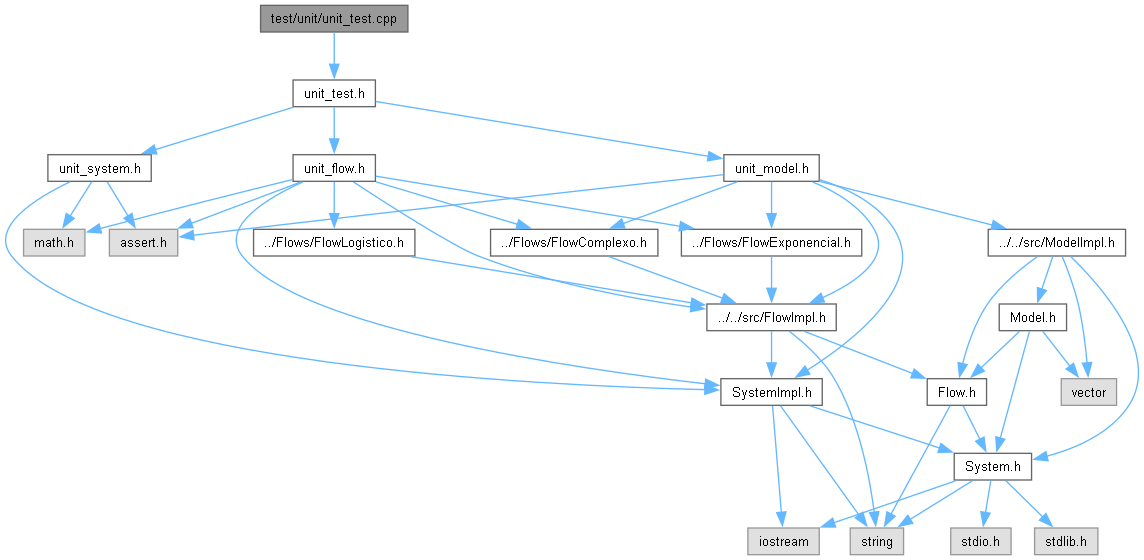 test/unit/unit_test.cpp
unit_test.h
unit_system.h
unit_flow.h
unit_model.h
math.h
assert.h
../Flows/FlowLogistico.h
../Flows/FlowComplexo.h
../Flows/FlowExponencial.h
../../src/ModelImpl.h
../../src/FlowImpl.h
Model.h
SystemImpl.h
Flow.h
vector
System.h
iostream
string
stdio.h
stdlib.h